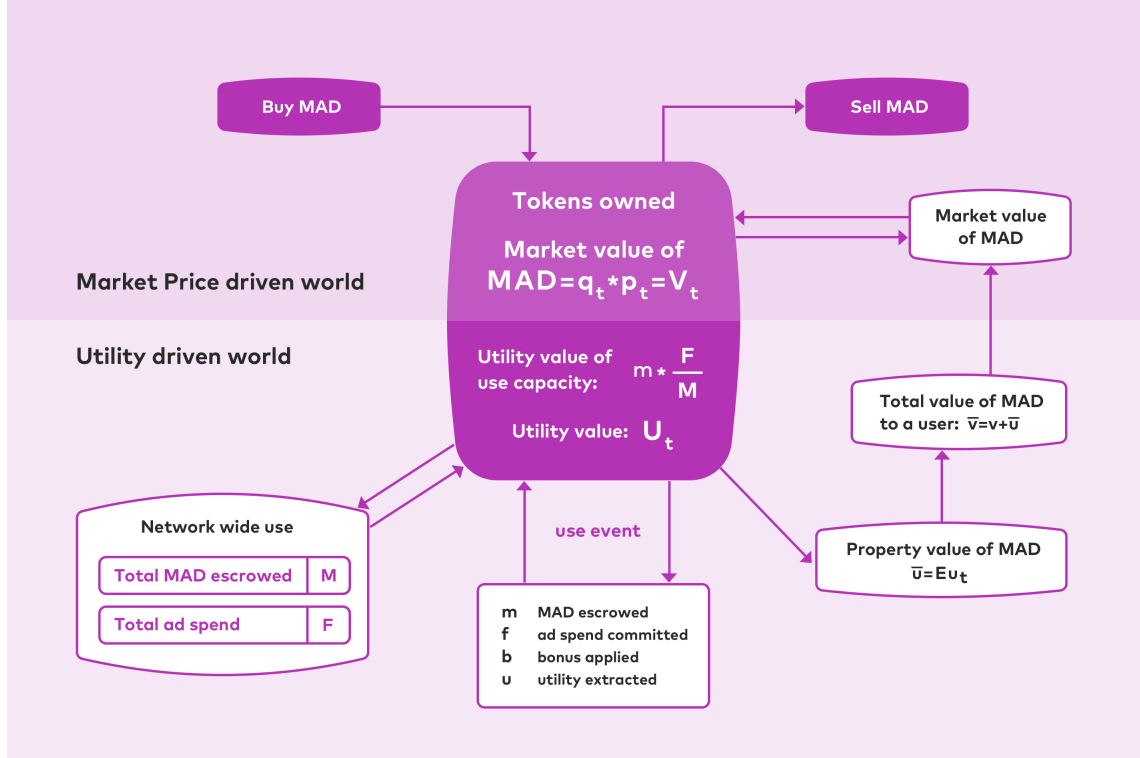 Buy MAD
Sell MAD
Tokens owned
Market value of
MAD=qₜ*pₜ=Vₜ
Market value
of MAD
Market Price driven world
Utility driven world
Utility value of
use capacity: m * F/M
Utility value: Uₜ
Total value of MAD
to a user: v̅=v+u̅
Network wide use
Total MAD escrowed M
Total ad spend F
use event
Property value of MAD
u̅=Euₜ
m MAD escrowed
f ad spend committed
b bonus applied
u utility extracted